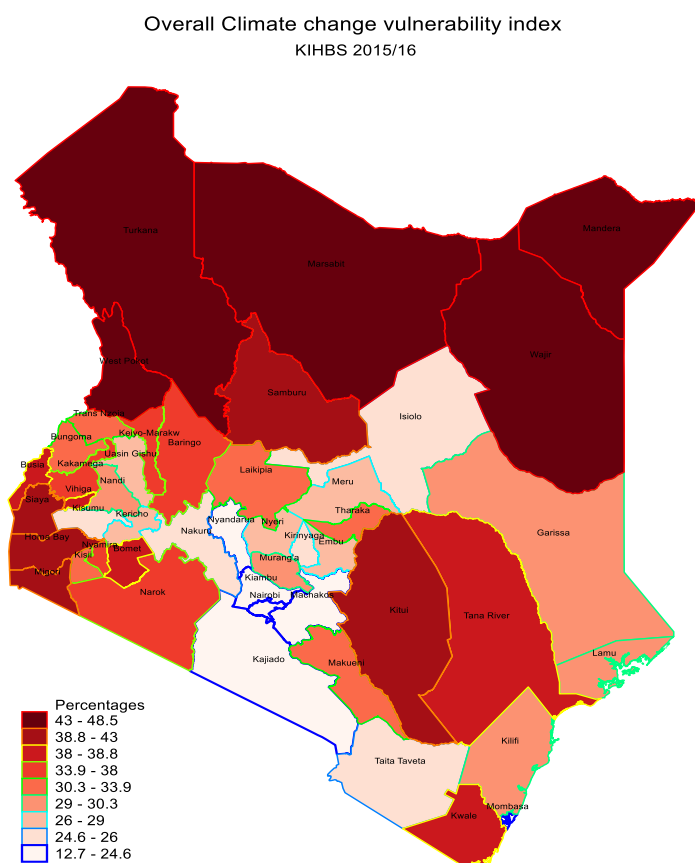 Overall Climate change vulnerability index
KIHBS 2015/16
Turkana
Mandera
Marsabit
Wajir
West Pokot
Samburu
Isiolo
Trans Nzoia
Keiyo-Marakw
Bungoma
Baringo
Uasin Gishu
Busia
Kakamega
Laikipia
Nandi
Meru
Vihiga
Siaya
Kisumu
Kericho
Tharaka
Nyandarua
Nyeri
Nakuru
Garissa
Homa Bay
Kirinyaga
Embu
Nyamira
Bomet
Kisii
Murang'a
Migori
Kiambu
Narok
Nairobi
Machakos
Kitui
Tana River
Lamu
Kajiado
Makueni
Kilifi
Taita Taveta
Mombasa
Kwale
Percentages
43 - 48.5
38.8 - 43
38 - 38.8
33.9 - 38
30.3 - 33.9
29 - 30.3
26 - 29
24.6 - 26
12.7 - 24.6